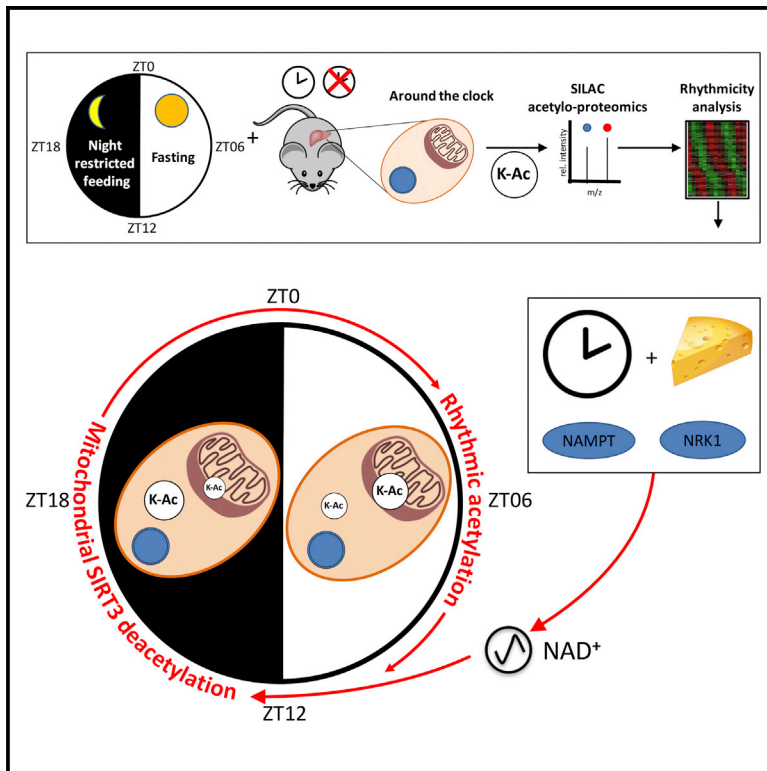 ZT0
Around the clock
SILAC
acetylo-proteomics
Rhythmicity
analysis
ZT18
Night
restricted
feeding
Fasting
ZT06
+
K-Ac
rel. intensity
m/z
ZT12
ZT0
+
NAMPT
NRK1
Rhythmic acetylation
Mitochondrial SIRT3 deacetylation
ZT18
K-Ac
K-Ac
K-Ac
K-Ac
ZT06
NAD⁺
ZT12